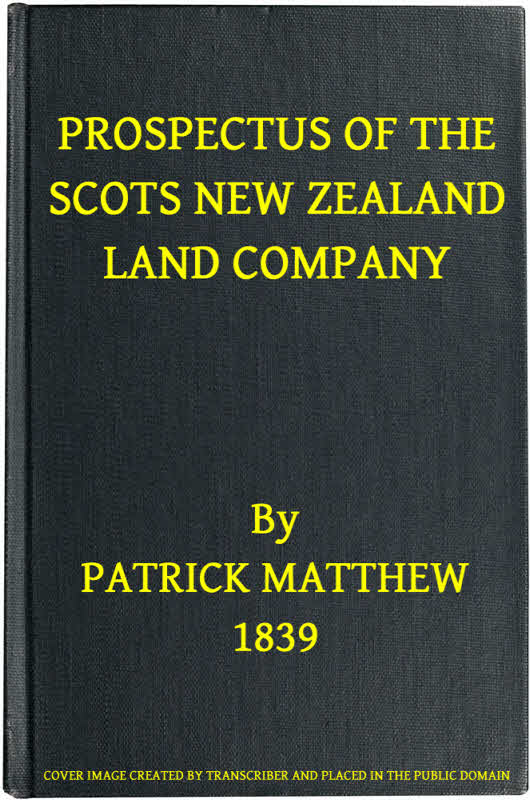 PROSPECTUS OF THE
SCOTS NEW ZEALAND
LAND COMPANY
By
PATRICK MATTHEW
1839
COVER IMAGE CREATED BY TRANSCRIBER AND PLACED IN THE PUBLIC DOMAIN